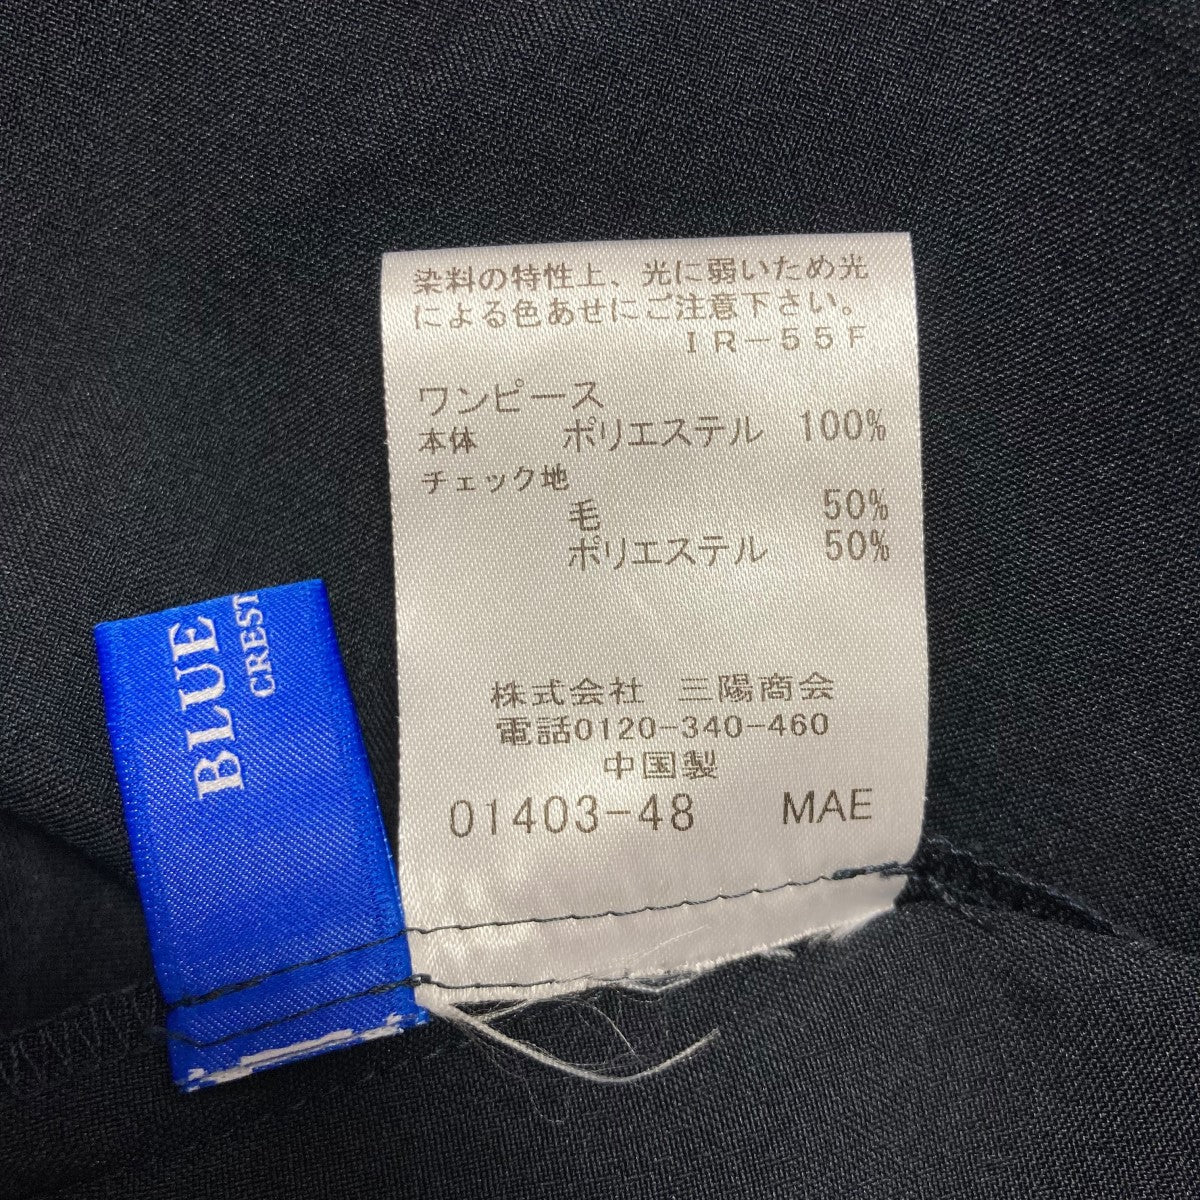 染料の特性上、光に弱いため光
による色あせにご注意下さい。
IR-55F
ワンピース
本体 ポリエステル 100%
チェック地
毛 50%
ポリエステル 50%
株式会社 三陽商会
電話0120-340-460
中国製
01403-48 MAE
BLUE
CREST